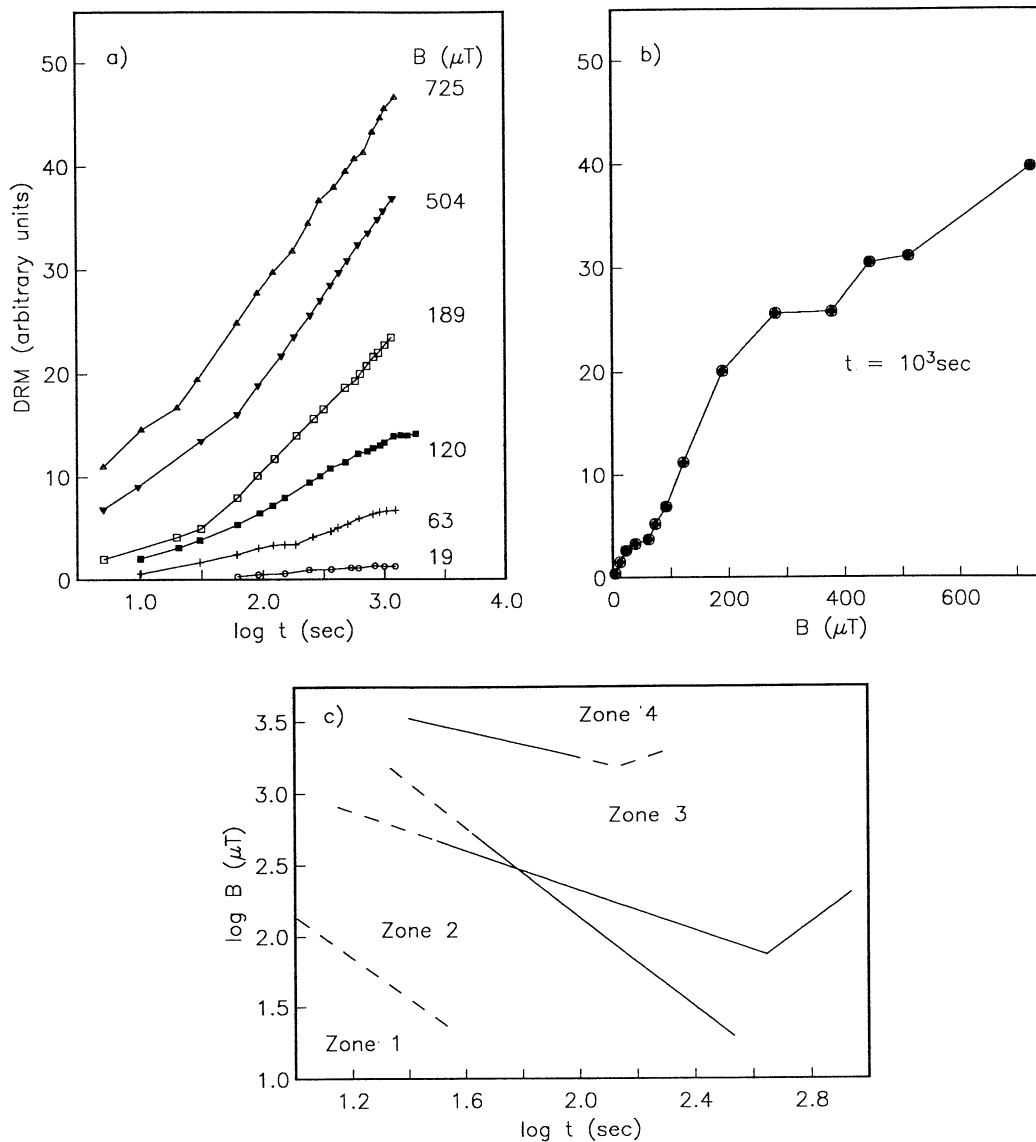 a)
B (μT)
50
40
30
20
10
0
DRM (arbitrary units)
725
504
189
120
63
19
1.0
2.0
3.0
4.0
log t (sec)
b)
50
40
30
20
10
0
t = 10³sec
0
200
400
600
B (μT)
c)
3.5
3.0
2.5
2.0
1.5
1.0
log B (μT)
Zone 4
Zone 3
Zone 2
Zone 1
1.2
1.6
2.0
2.4
2.8
log t (sec)